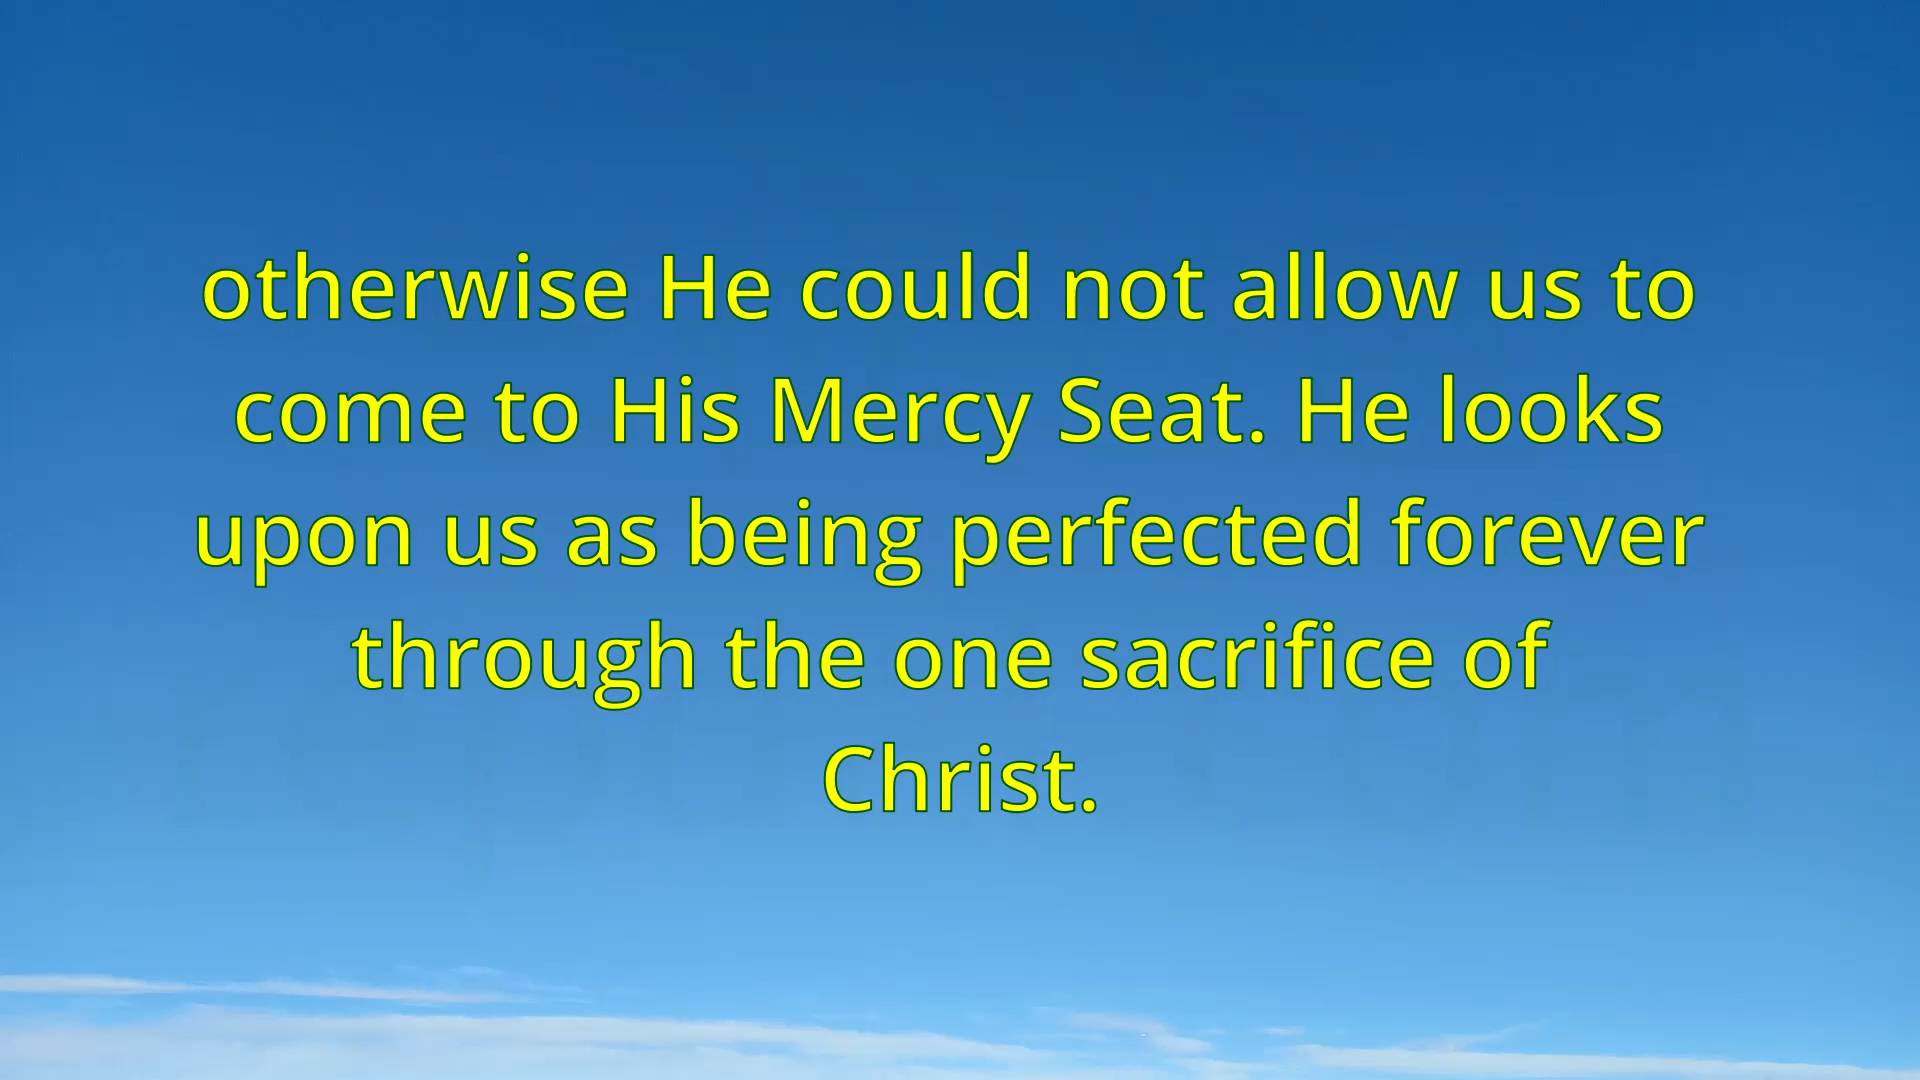 otherwise He could not allow us to
come to His Mercy Seat. He looks
upon us as being perfected forever
through the one sacrifice of
Christ.